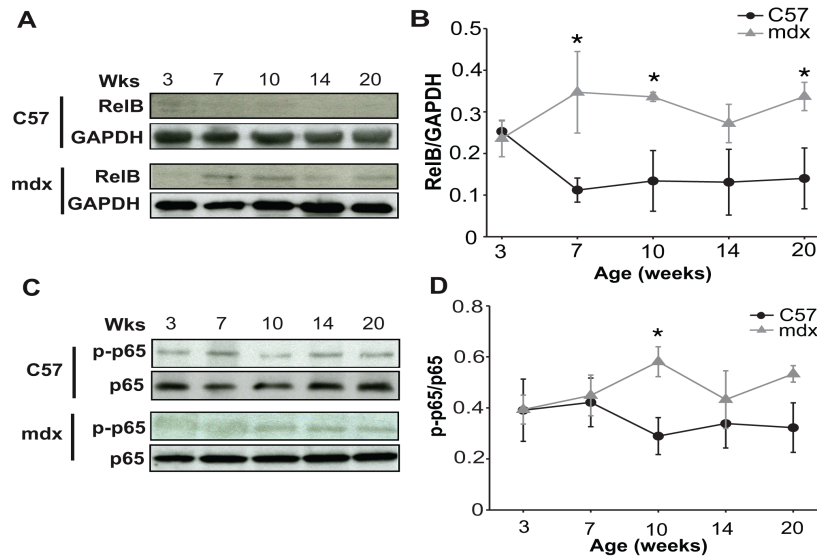 A
Wks 3 7 10 14 20
C57
RelB
GAPDH
mdx
RelB
GAPDH
B
C57
mdx
0.5
0.4
0.3
0.2
0.1
0
RelB/GAPDH
* * *
3 7 10 14 20
Age (weeks)
C
Wks 3 7 10 14 20
C57
p-p65
p65
mdx
p-p65
p65
D
C57
mdx
0.8
0.6
0.4
0.2
0
p-p65/p65
*
3 7 10 14 20
Age (weeks)